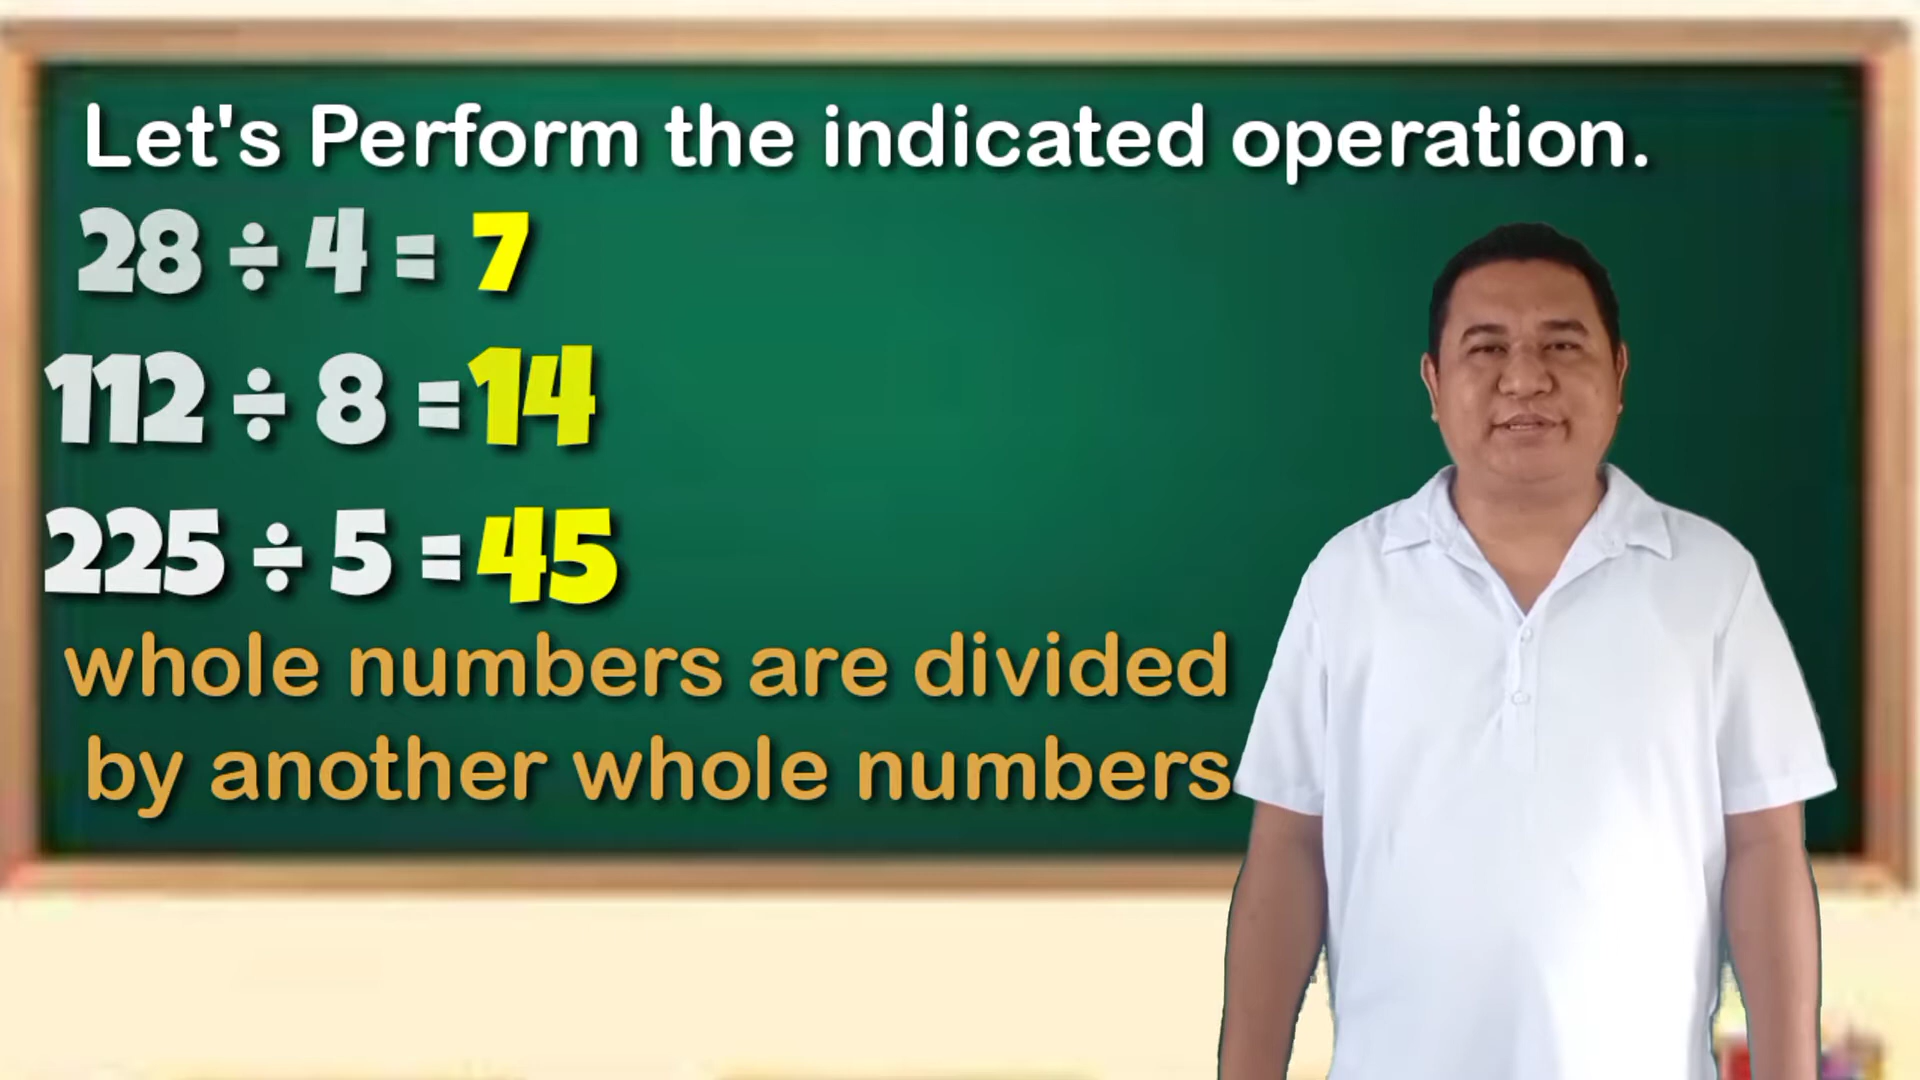 Let's Perform the indicated operation.
28 ÷ 4 = 7
112 ÷ 8 = 14
225 ÷ 5 = 45
whole numbers are divided
by another whole numbers